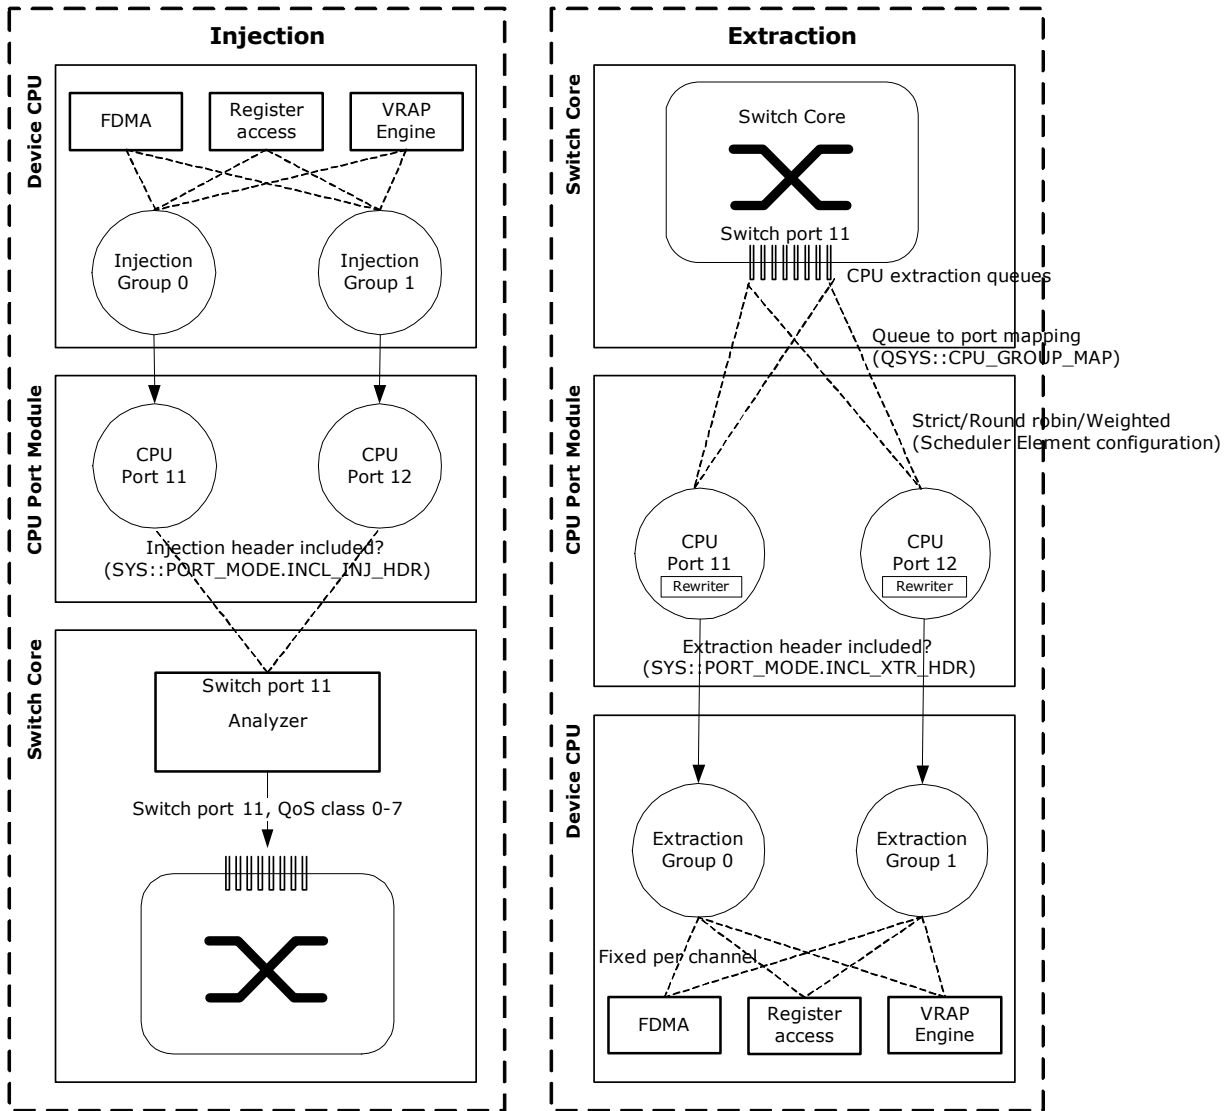 Injection
Device CPU
FDMA
Register
access
VRAP
Engine
Injection
Group 0
Injection
Group 1
CPU Port Module
CPU
Port 11
CPU
Port 12
Injection header included?
(SYS::PORT_MODE.INCL_INJ_HDR)
Switch Core
Switch port 11
Analyzer
Switch port 11, QoS class 0-7
Extraction
Switch Core
Switch Core
Switch port 11
CPU extraction queues
Queue to port mapping
(QSYS::CPU_GROUP_MAP)
CPU Port Module
Strict/Round robin/Weighted
(Scheduler Element configuration)
CPU
Port 11
Rewriter
CPU
Port 12
Rewriter
Extraction header included?
(SYS::PORT_MODE.INCL_XTR_HDR)
Device CPU
Extraction
Group 0
Extraction
Group 1
Fixed per channel
FDMA
Register
access
VRAP
Engine